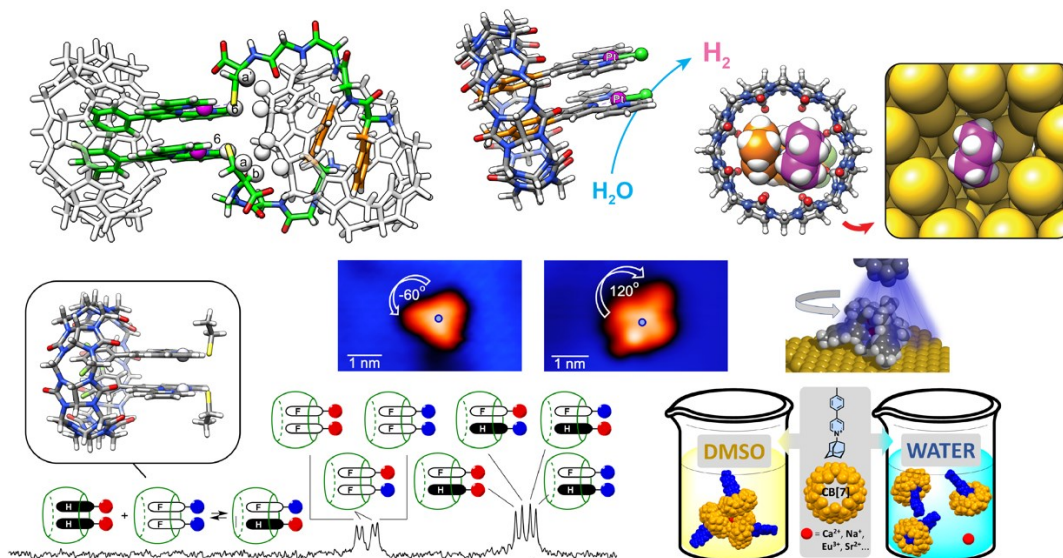 a
b
6
a
b
Pt
Pt
H₂
H₂O
-60°
1 nm
120°
1 nm
F F F F
F F H H
F F F
F H H
H + F ⇌ H
H F F
DMSO
N
+
WATER
CB[7]
= Ca²⁺, Na⁺,
Eu³⁺, Sr²⁺...